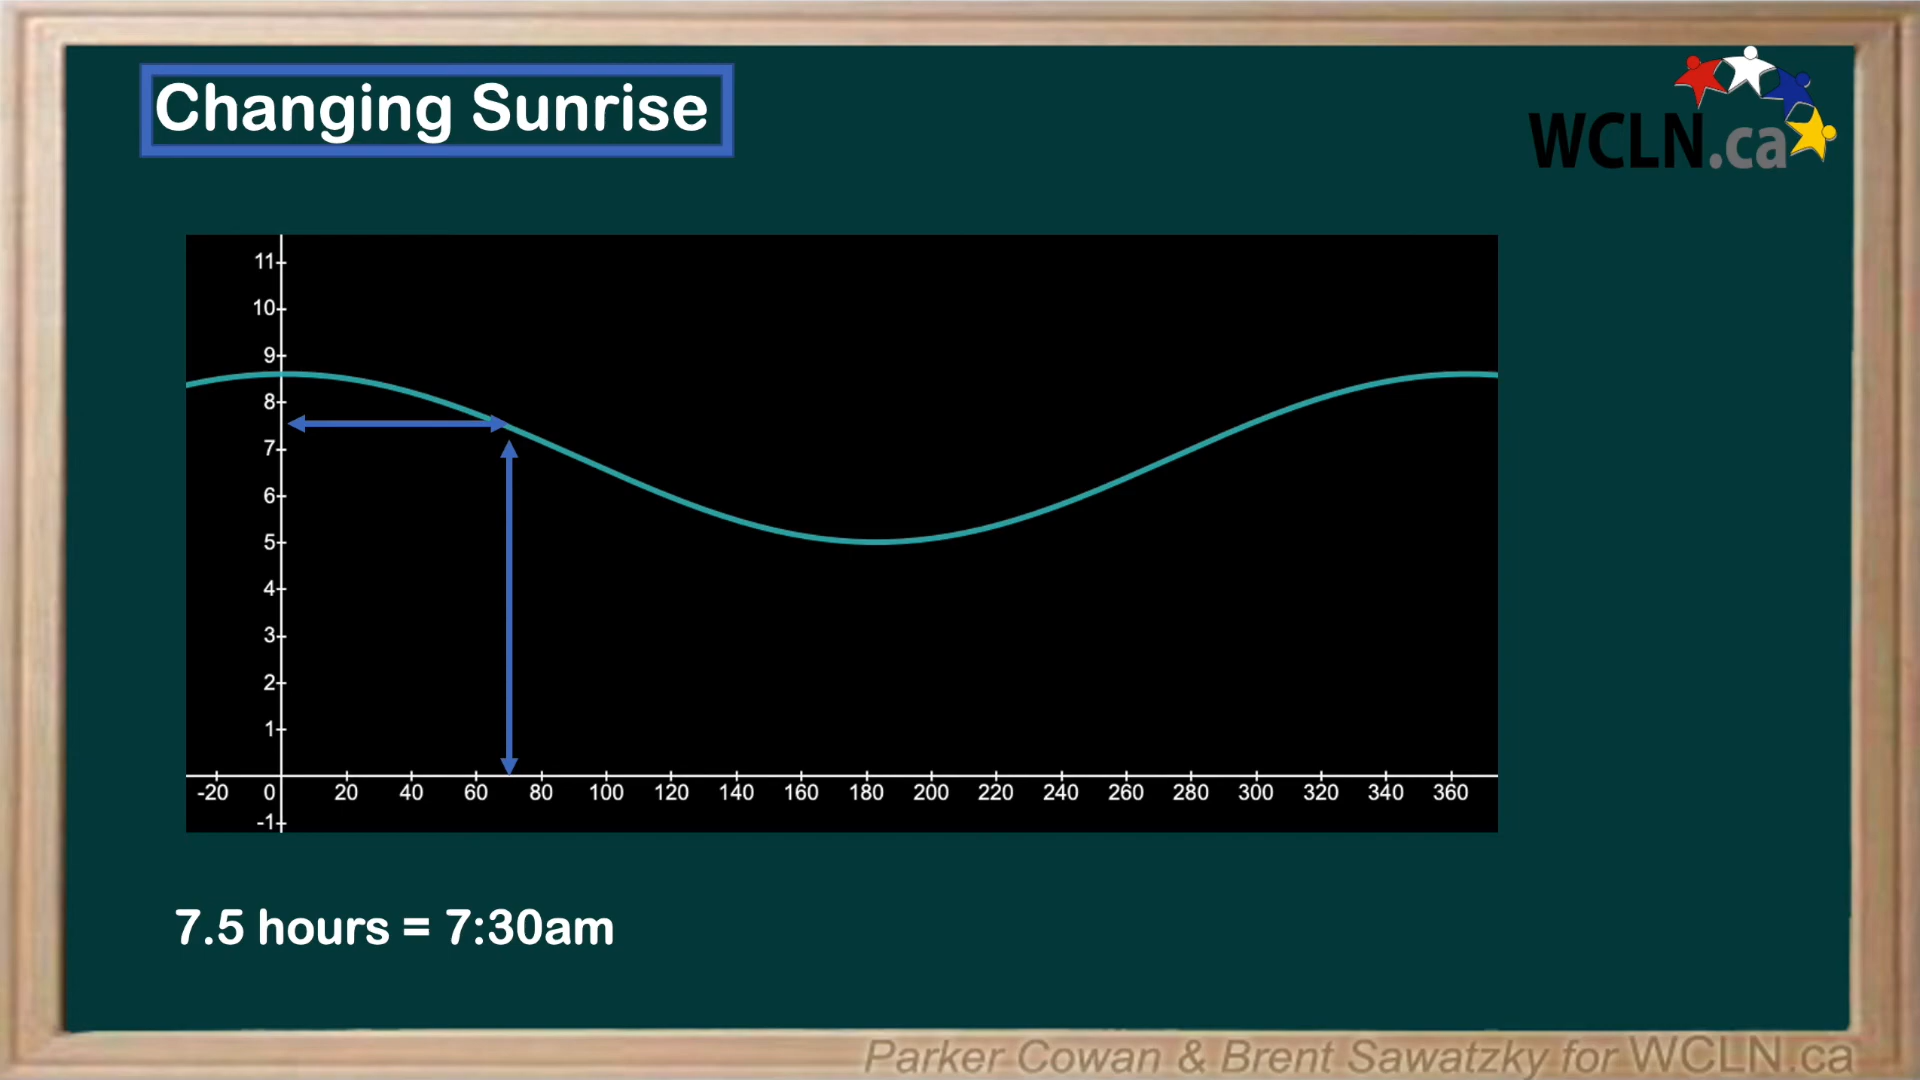 Changing Sunrise
WCLN.ca
11
10
9
8
7
6
5
4
3
2
1
-20 0 20 40 60 80 100 120 140 160 180 200 220 240 260 280 300 320 340 360
-1
7.5 hours = 7:30am
Parker Cowan & Brent Sawatzky for WCLN.ca